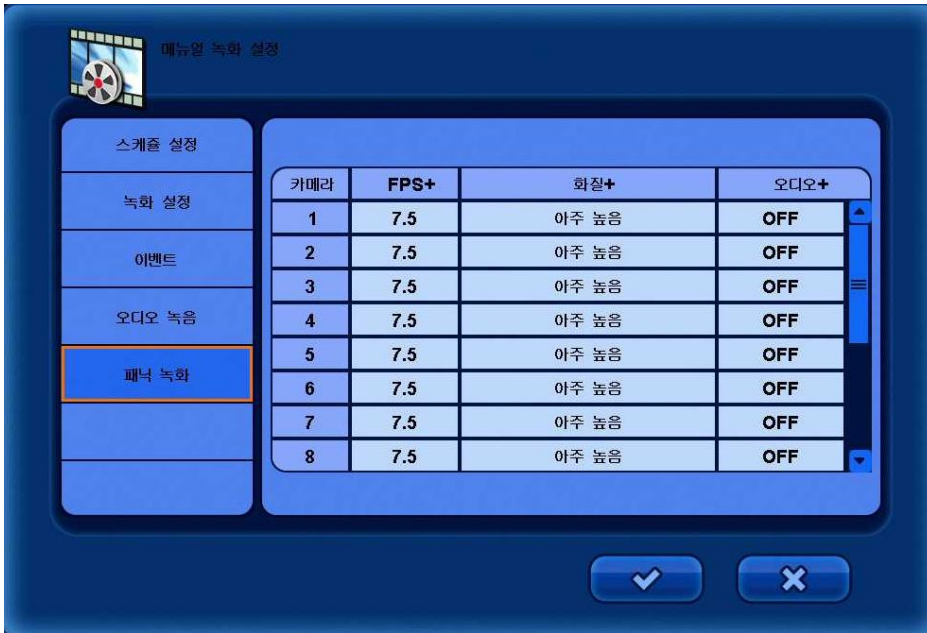 메뉴얼 녹화 설정
스케쥴 설정
녹화 설정
이벤트
오디오 녹음
패닉 녹화
카메라 FPS+ 화질+ 오디오+
1 7.5 아주 높음 OFF
2 7.5 아주 높음 OFF
3 7.5 아주 높음 OFF
4 7.5 아주 높음 OFF
5 7.5 아주 높음 OFF
6 7.5 아주 높음 OFF
7 7.5 아주 높음 OFF
8 7.5 아주 높음 OFF